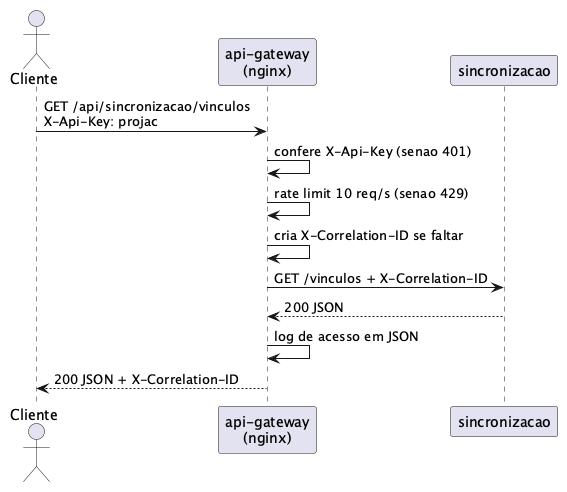 Cliente
api-gateway
(nginx)
sincronizacao
GET /api/sincronizacao/vinculos
X-Api-Key: projac
confere X-Api-Key (senao 401)
rate limit 10 req/s (senao 429)
cria X-Correlation-ID se faltar
GET /vinculos + X-Correlation-ID
200 JSON
log de acesso em JSON
200 JSON + X-Correlation-ID
Cliente
api-gateway
(nginx)
sincronizacao